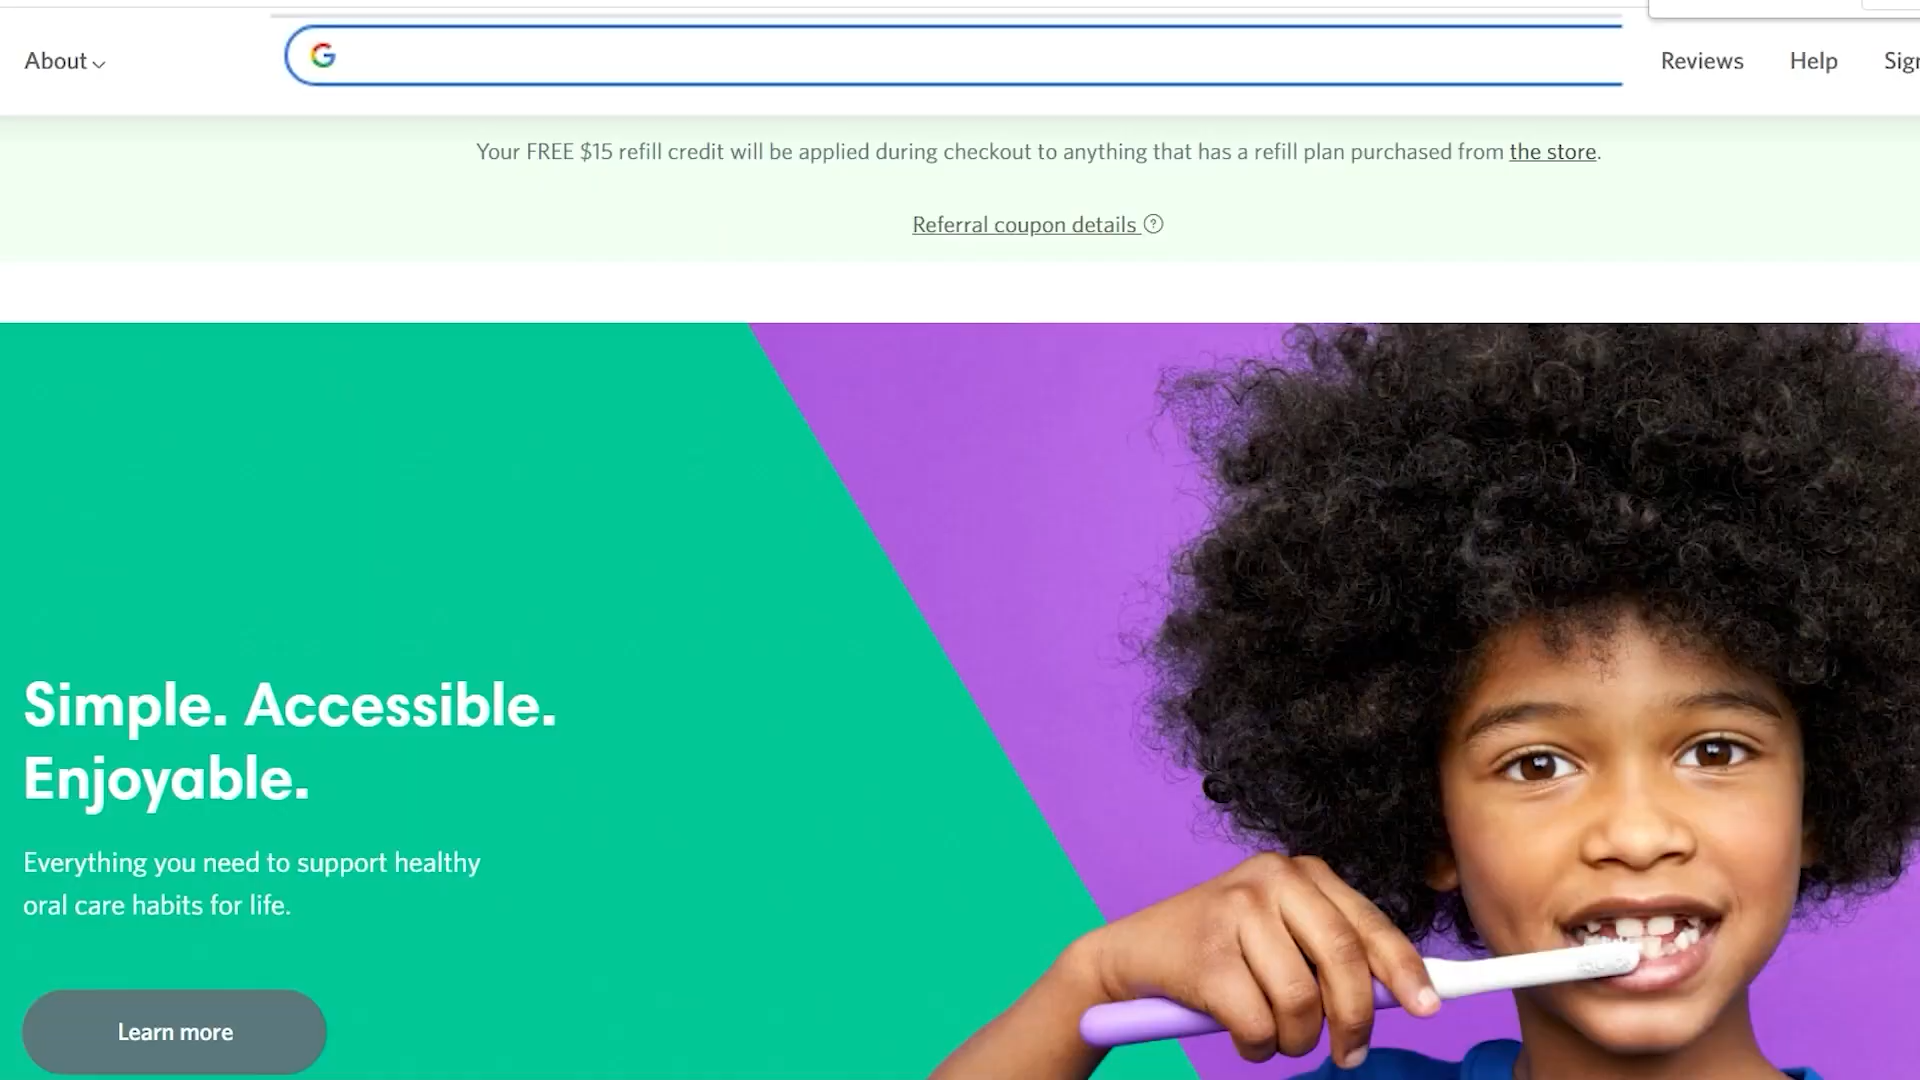 About
G
Reviews
Help
Sign
Your FREE $15 refill credit will be applied during checkout to anything that has a refill plan purchased from the store.
Referral coupon details ?
Simple. Accessible.
Enjoyable.
Everything you need to support healthy
oral care habits for life.
Learn more